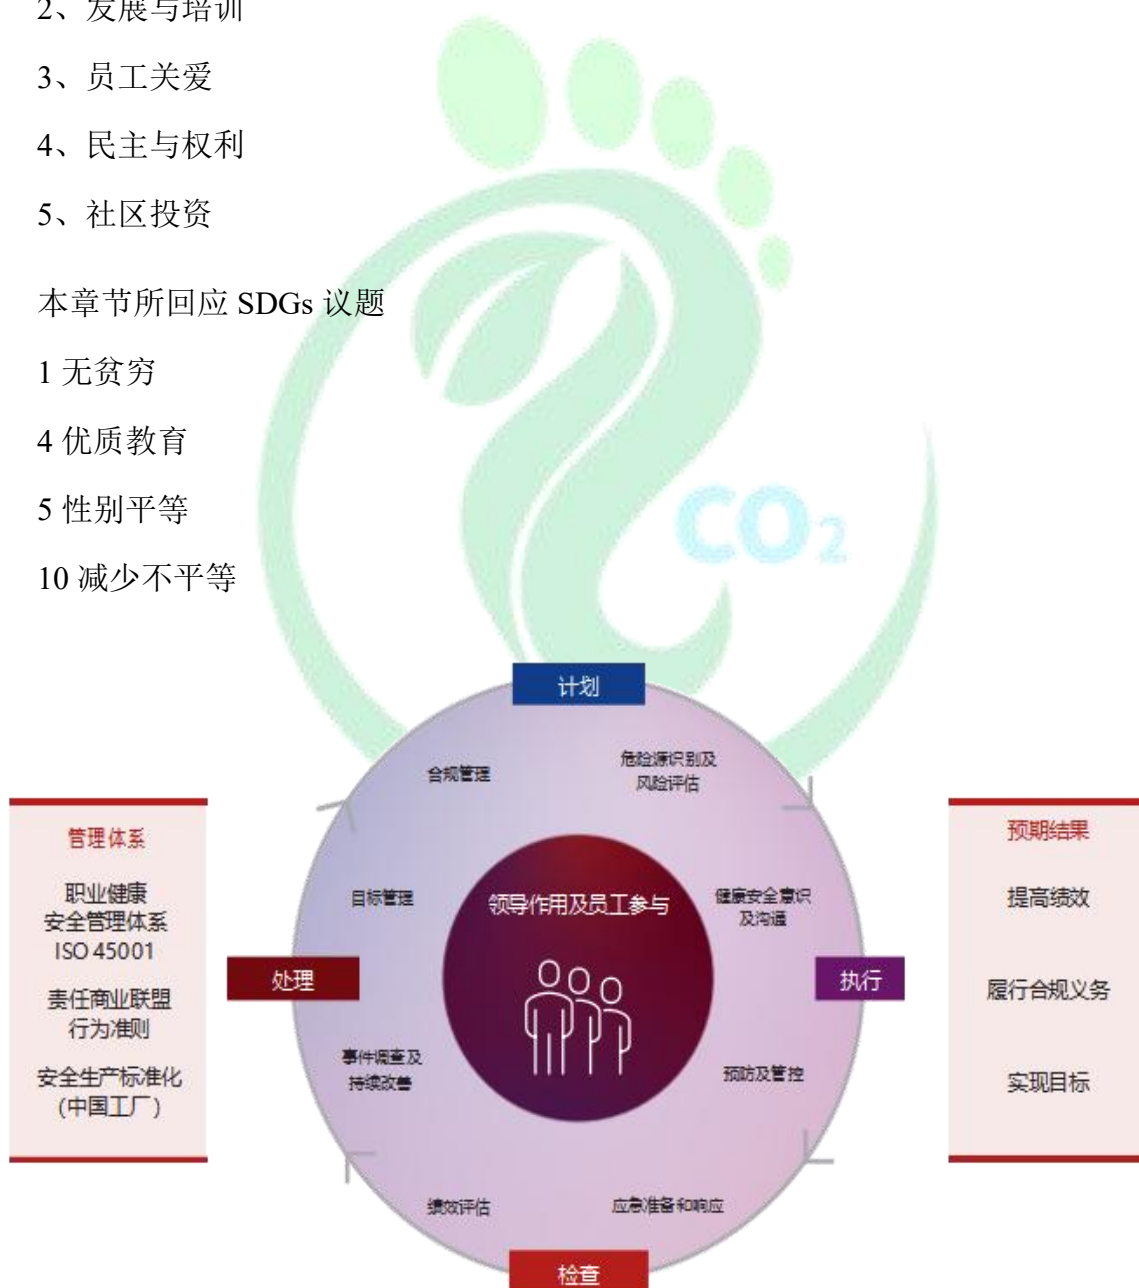 2、发展与培训
3、员工关爱
4、民主与权利
5、社区投资
本章节所回应 SDGs 议题
1 无贫穷
4 优质教育
5 性别平等
10 减少不平等
CO2
计划
合规管理
危险源识别及
风险评估
管理体系
职业健康
安全管理体系
ISO 45001
责任商业联盟
行为准则
安全生产标准化
(中国工厂)
目标管理
领导作用及员工参与
健康安全意识
及沟通
处理
执行
事件调查及
持续改善
预防及管控
绩效评估
应急准备和响应
检查
预期结果
提高绩效
履行合规义务
实现目标